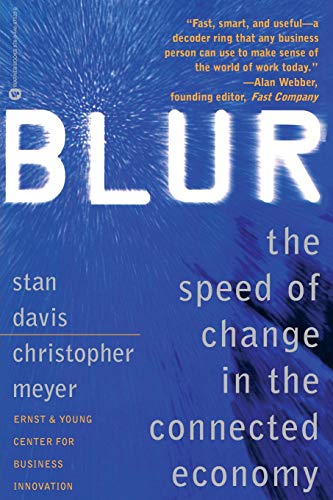 “Fast, smart, and useful—a
decoder ring that any business
person can use to make sense of
the world of work today.”
—Alan Webber,
founding editor, Fast Company
BLUR
the
speed of
change
in the
connected
economy
stan
davis
christopher
meyer
ERNST & YOUNG
CENTER FOR
BUSINESS
INNOVATION